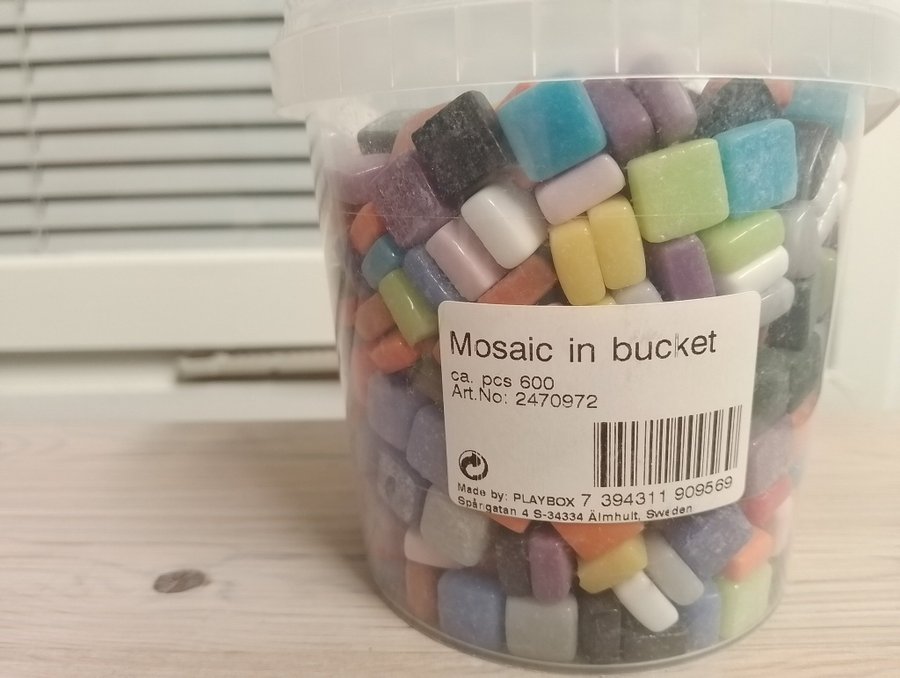 Mosaic in bucket
ca. pcs 600
Art.No: 2470972
Made by: PLAYBOX 7 394311 909569
Spårigatan 4 S-34334 Älmhult, Sweden